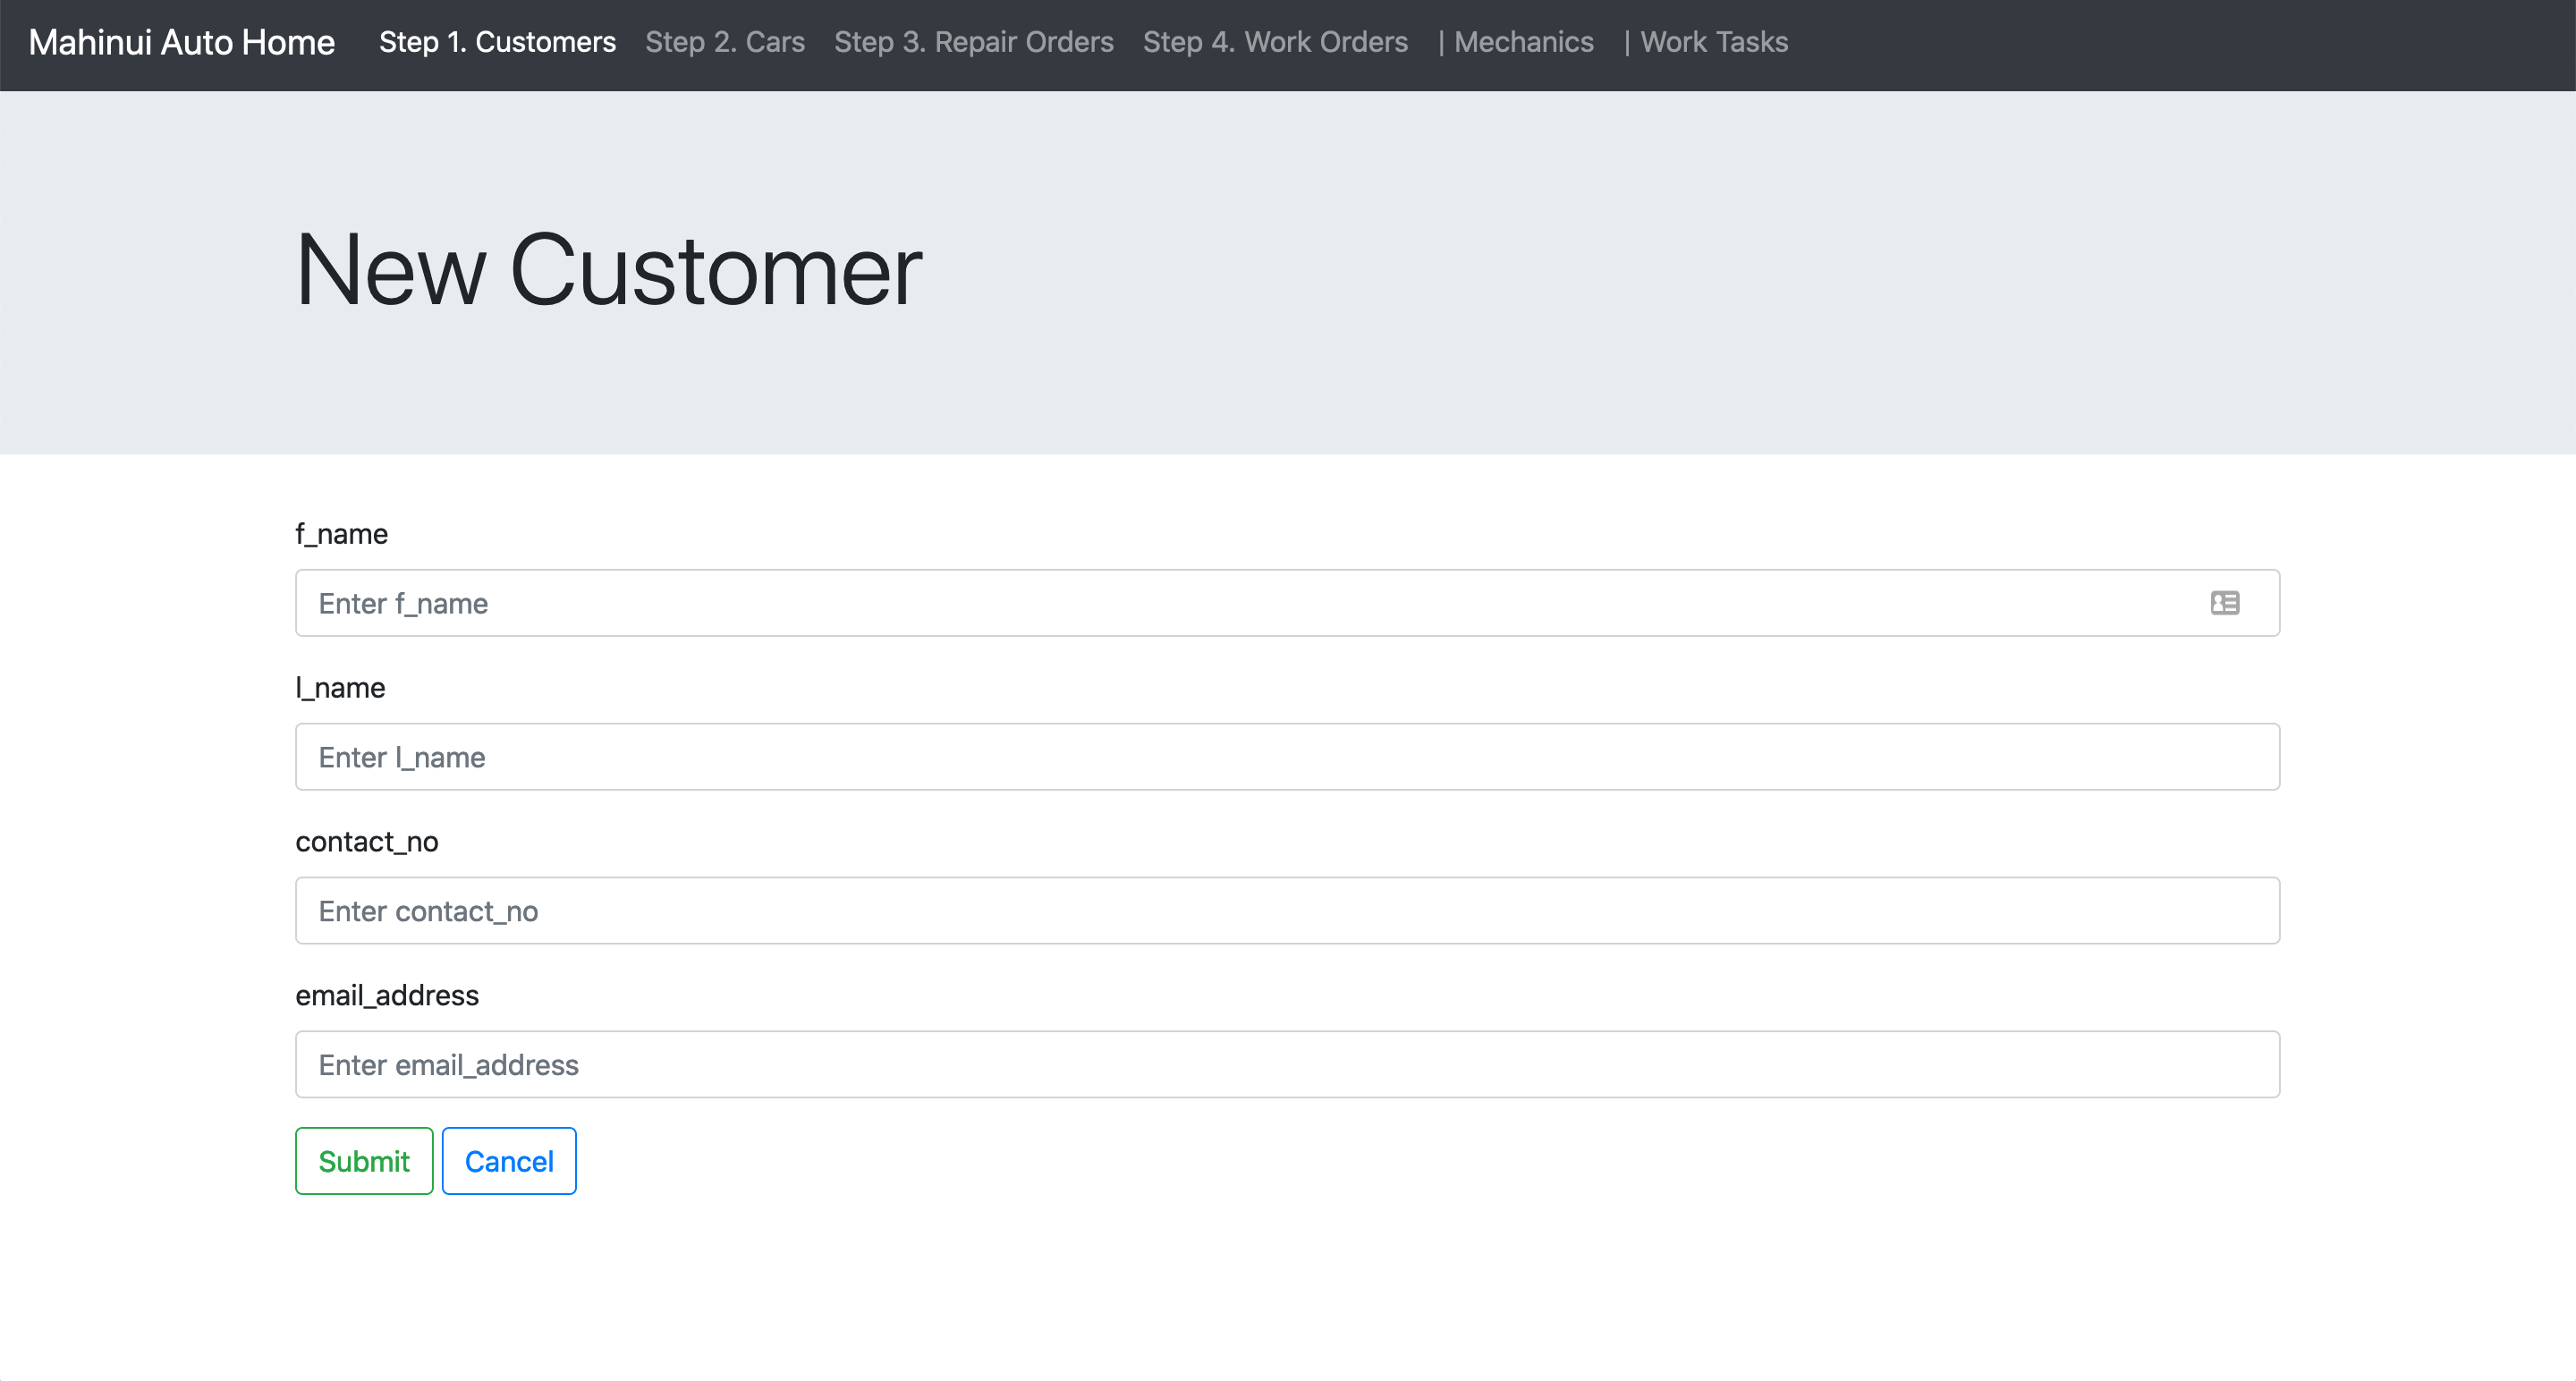 Mahinui Auto Home Step 1. Customers Step 2. Cars Step 3. Repair Orders Step 4. Work Orders | Mechanics | Work Tasks
New Customer
f_name
Enter f_name
l_name
Enter l_name
contact_no
Enter contact_no
email_address
Enter email_address
Submit Cancel